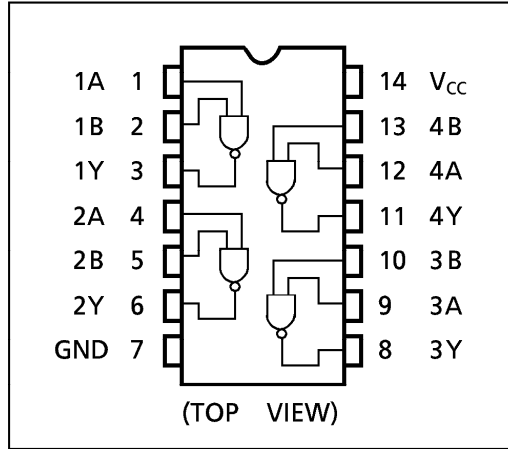 1A 1 14 VCC
1B 2 13 4B
1Y 3 12 4A
2A 4 11 4Y
2B 5 10 3B
2Y 6 9 3A
GND 7 8 3Y
(TOP VIEW)